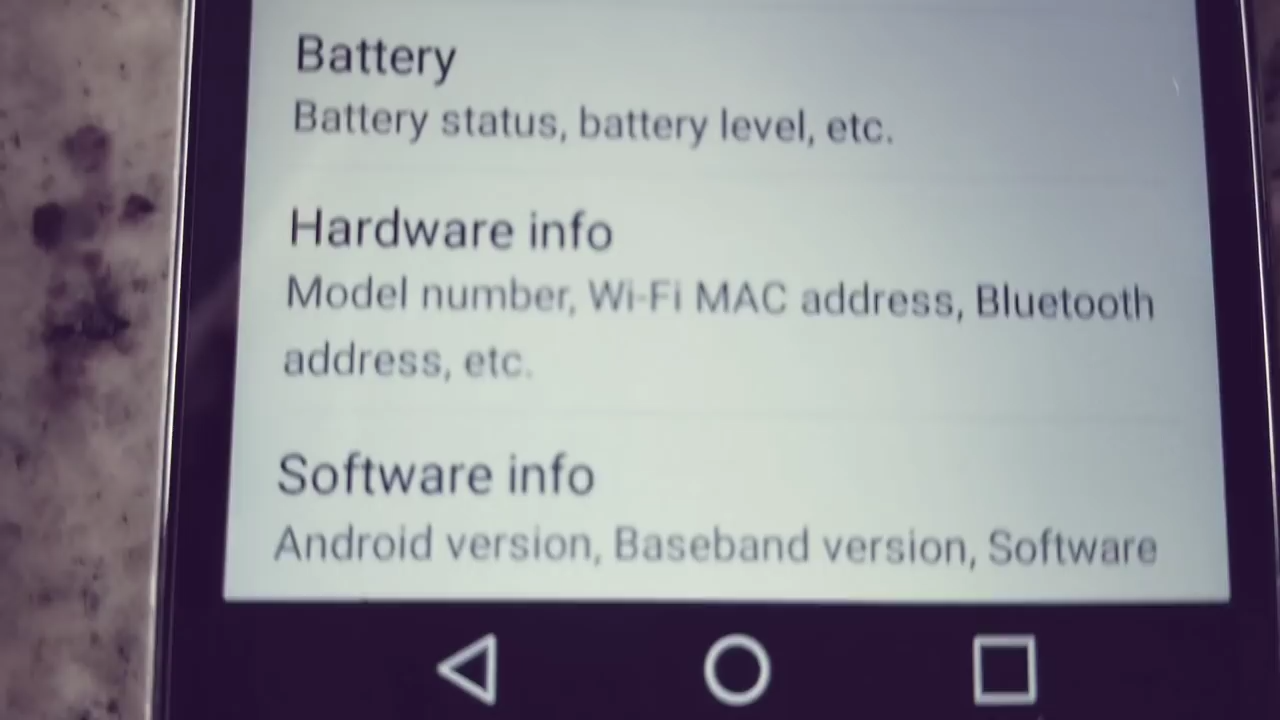 Battery
Battery status, battery level, etc.
Hardware info
Model number, Wi-Fi MAC address, Bluetooth
address, etc.
Software info
Android version, Baseband version, Software